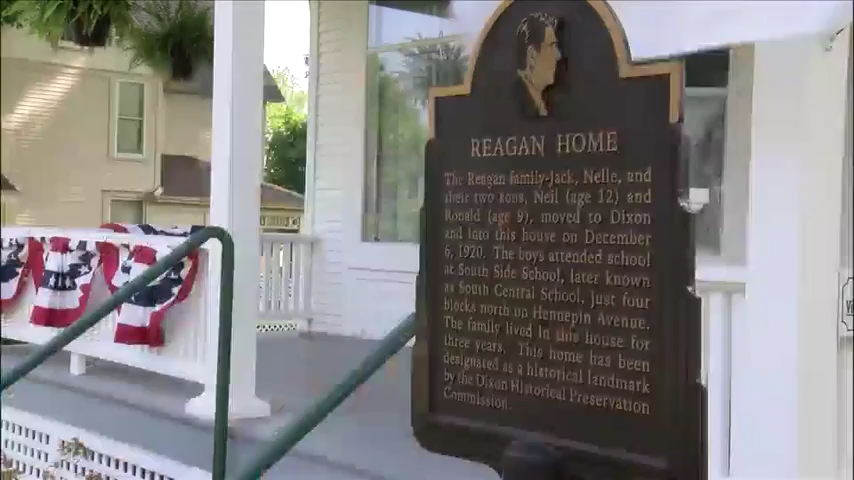 REAGAN HOME
The Reagan family-Jack, Nelle, and
their two sons, Neil (age 12) and
Ronald (age 9), moved to Dixon
and into this house on December
6, 1920. The boys attended school
at South Side School, later known
as South Central School, just four
blocks north on Hennepin Avenue.
The family lived in this house for
three years. This home has been
designated as a historical landmark
by the Dixon Historical Preservation
Commission.